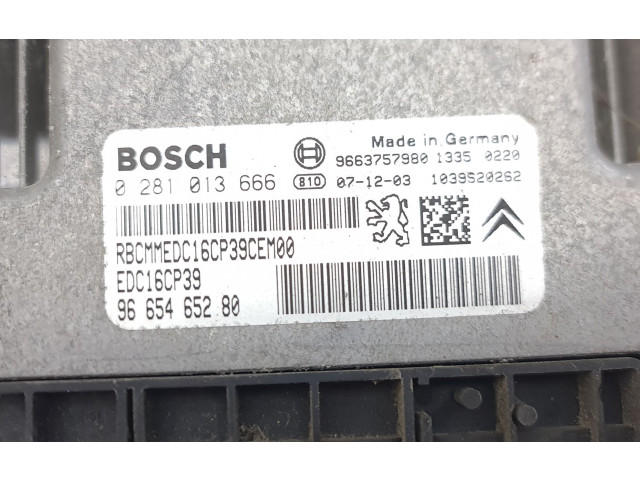 Made in Germany
BOSCH
9663757980 1335 0220
0 281 013 666 810 07-12-03 1039S20262
RBCMMEDC16CP39CEM00
EDC16CP39
96 654 652 80